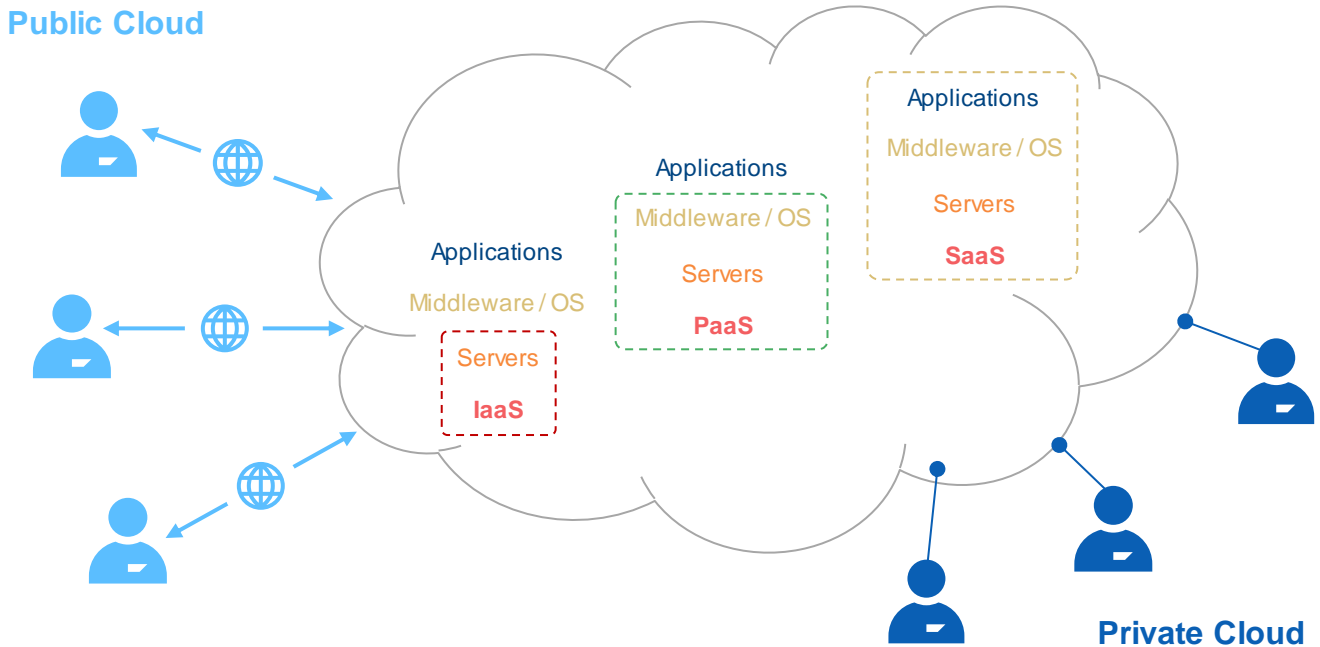 Public Cloud
Applications
Middleware / OS
Servers
IaaS
Applications
Middleware / OS
Servers
PaaS
Applications
Middleware / OS
Servers
SaaS
Private Cloud